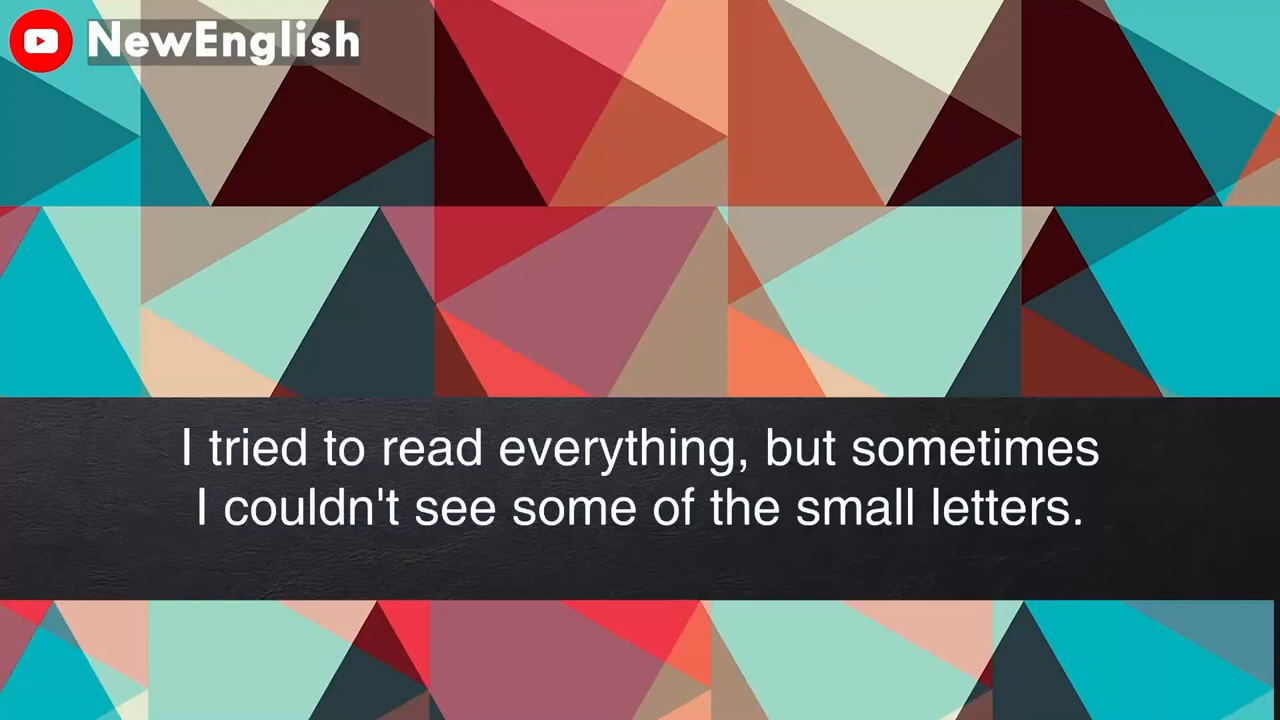 NewEnglish
I tried to read everything, but sometimes
I couldn't see some of the small letters.